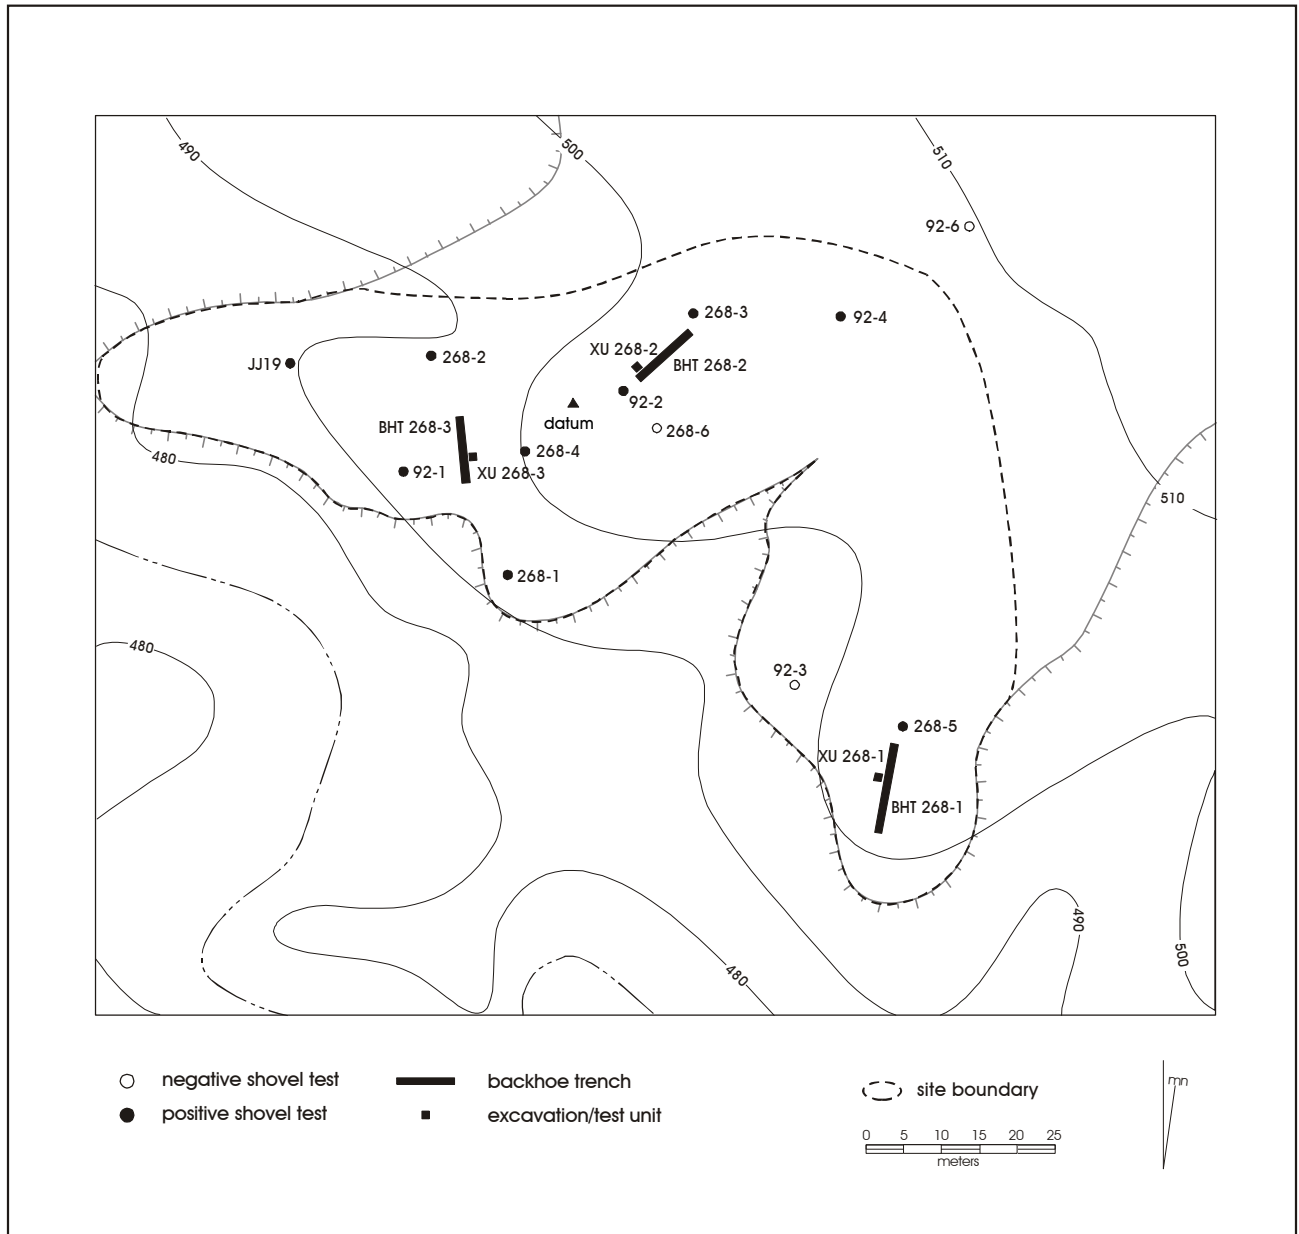 490
500
510
92-6
268-3
92-4
XU 268-2
JJ19
268-2
BHT 268-2
92-2
datum
BHT 268-3
268-6
268-4
480
92-1
XU 268-3
510
268-1
480
92-3
268-5
XU 268-1
BHT 268-1
490
500
480
negative shovel test
backhoe trench
site boundary
mn
positive shovel test
excavation/test unit
0 5 10 15 20 25
meters